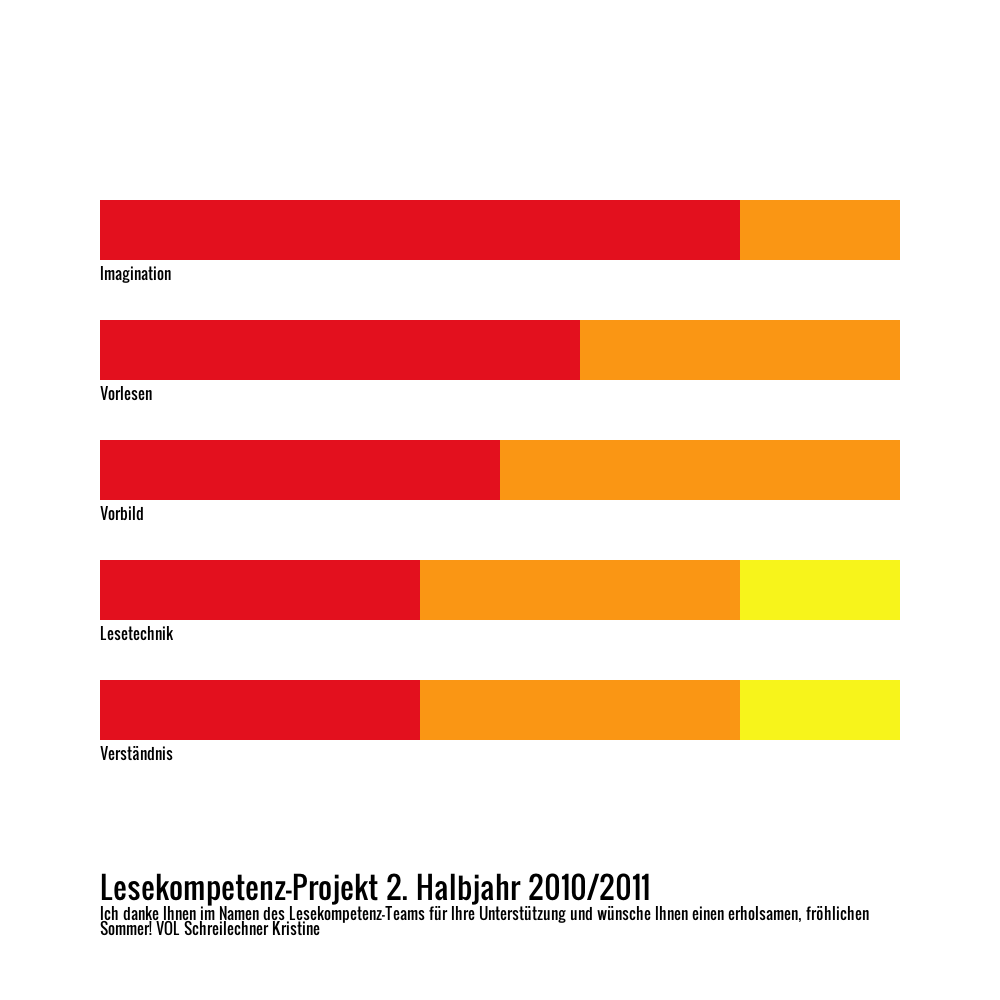 Imagination
Vorlesen
Vorbild
Lesetechnik
Verständnis
Lesekompetenz-Projekt 2. Halbjahr 2010/2011
Ich danke Ihnen im Namen des Lesekompetenz-Teams für Ihre Unterstützung und wünsche Ihnen einen erholsamen, fröhlichen
Sommer! VOL Schreilechner Kristine